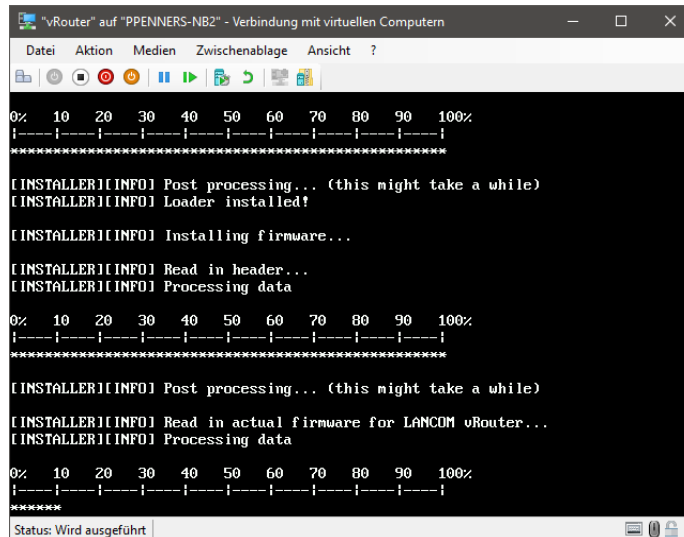 "vRouter" auf "PPENNERS-NB2" - Verbindung mit virtuellen Computern
Datei Aktion Medien Zwischenablage Ansicht ?
0% 10 20 30 40 50 60 70 80 90 100%
|----|----|----|----|----|----|----|----|----|----|
***************************************************
[INSTALLER][INFO] Post processing... (this might take a while)
[INSTALLER][INFO] Loader installed!
[INSTALLER][INFO] Installing firmware...
[INSTALLER][INFO] Read in header...
[INSTALLER][INFO] Processing data
0% 10 20 30 40 50 60 70 80 90 100%
|----|----|----|----|----|----|----|----|----|----|
***************************************************
[INSTALLER][INFO] Post processing... (this might take a while)
[INSTALLER][INFO] Read in actual firmware for LANCOM vRouter...
[INSTALLER][INFO] Processing data
0% 10 20 30 40 50 60 70 80 90 100%
|----|----|----|----|----|----|----|----|----|----|
******
Status: Wird ausgeführt